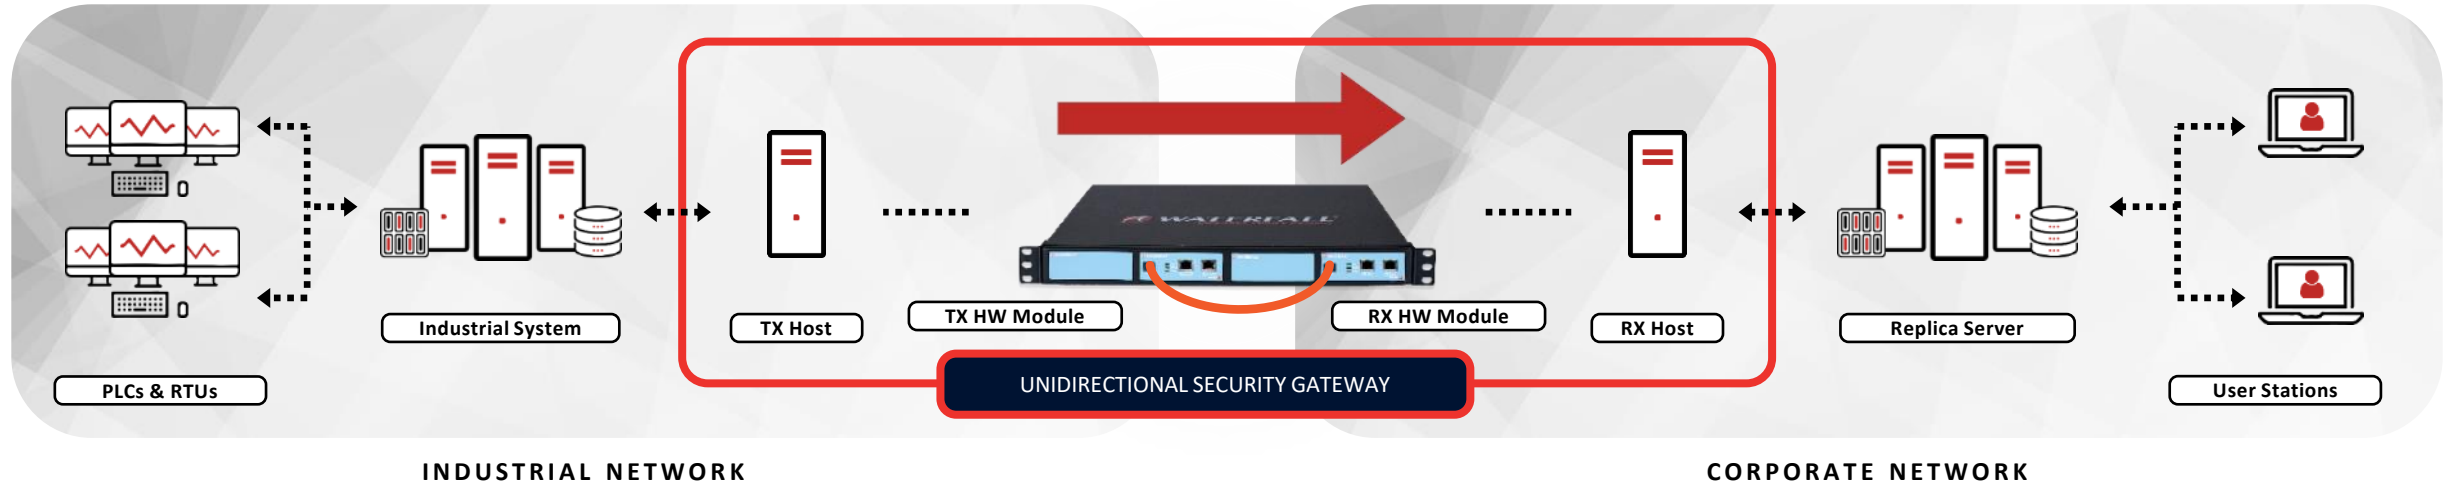 WATERFALL
Industrial System
TX Host
TX HW Module
RX HW Module
RX Host
Replica Server
PLCs & RTUs
UNIDIRECTIONAL SECURITY GATEWAY
User Stations
INDUSTRIAL NETWORK
CORPORATE NETWORK